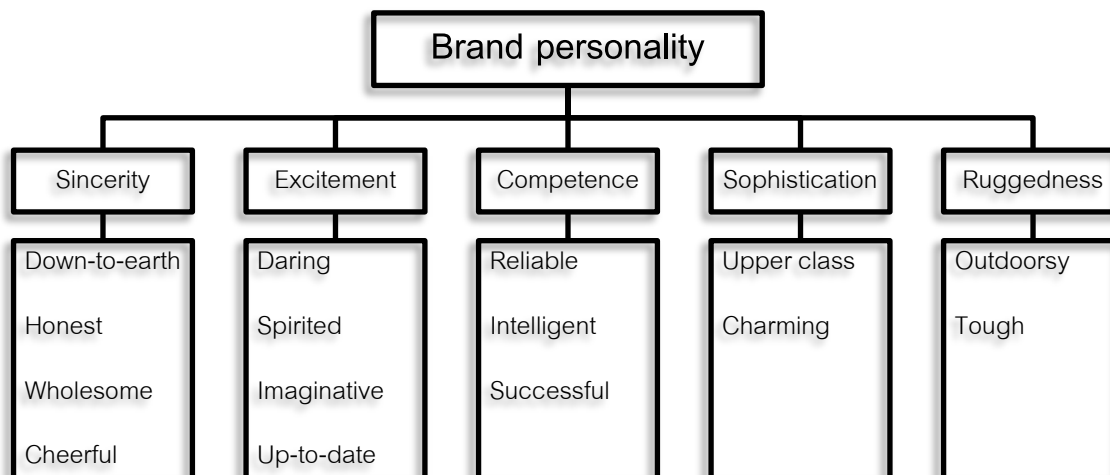 Brand personality
Sincerity
Excitement
Competence
Sophistication
Ruggedness
Down-to-earth
Honest
Wholesome
Cheerful
Daring
Spirited
Imaginative
Up-to-date
Reliable
Intelligent
Successful
Upper class
Charming
Outdoorsy
Tough